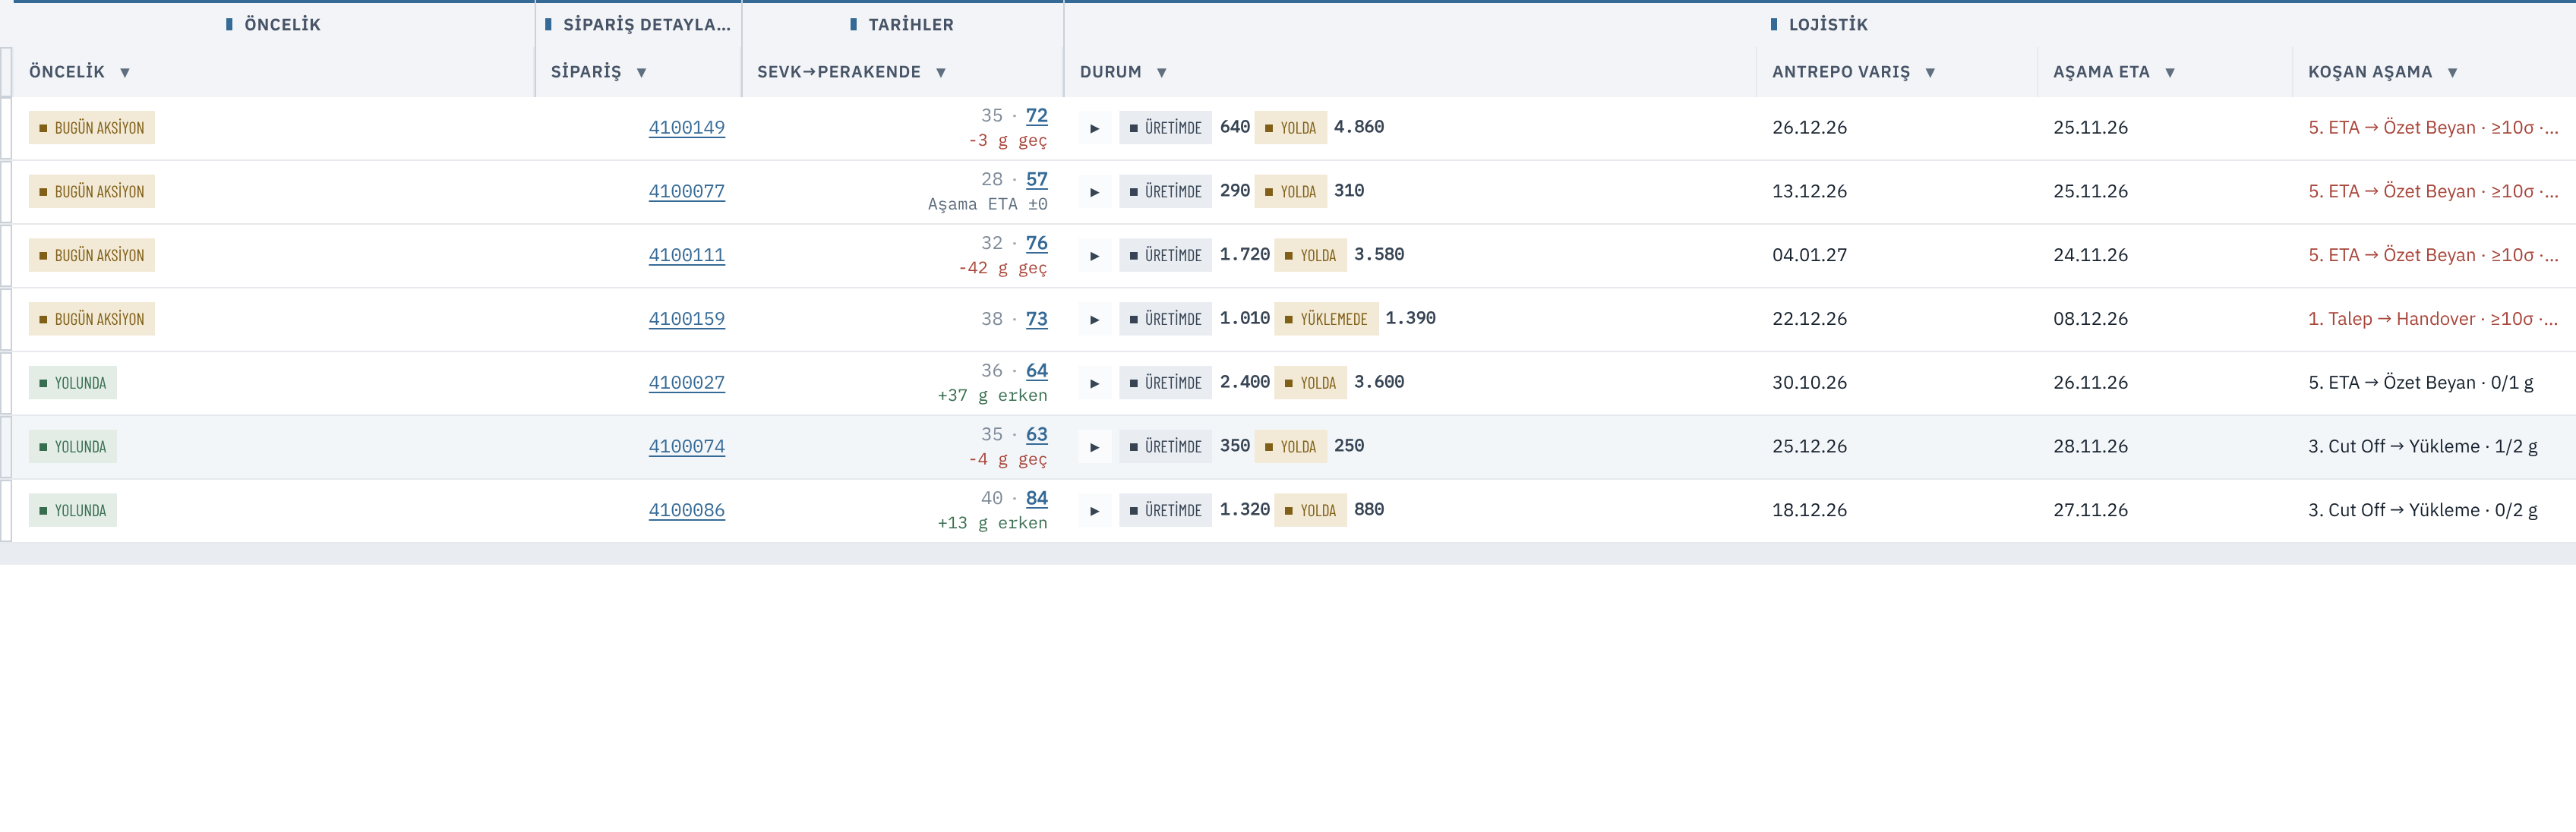 ÖNCELİK SİPARİŞ DETAYLA... TARİHLER LOJİSTİK
ÖNCELİK ▼ SİPARİŞ ▼ SEVK→PERAKENDE ▼ DURUM ▼ ANTREPO VARIŞ ▼ AŞAMA ETA ▼ KOŞAN AŞAMA ▼
BUGÜN AKSİYON 4100149 35 · 72 ▶ ÜRETİMDE 640 YOLDA 4.860 26.12.26 25.11.26 5. ETA → Özet Beyan · ≥10σ ·...
-3 g geç
BUGÜN AKSİYON 4100077 28 · 57 ▶ ÜRETİMDE 290 YOLDA 310 13.12.26 25.11.26 5. ETA → Özet Beyan · ≥10σ ·...
Aşama ETA ±0
BUGÜN AKSİYON 4100111 32 · 76 ▶ ÜRETİMDE 1.720 YOLDA 3.580 04.01.27 24.11.26 5. ETA → Özet Beyan · ≥10σ ·...
-42 g geç
BUGÜN AKSİYON 4100159 38 · 73 ▶ ÜRETİMDE 1.010 YÜKLEMEDE 1.390 22.12.26 08.12.26 1. Talep → Handover · ≥10σ ·...
YOLUNDA 4100027 36 · 64 ▶ ÜRETİMDE 2.400 YOLDA 3.600 30.10.26 26.11.26 5. ETA → Özet Beyan · 0/1 g
+37 g erken
YOLUNDA 4100074 35 · 63 ▶ ÜRETİMDE 350 YOLDA 250 25.12.26 28.11.26 3. Cut Off → Yükleme · 1/2 g
-4 g geç
YOLUNDA 4100086 40 · 84 ▶ ÜRETİMDE 1.320 YOLDA 880 18.12.26 27.11.26 3. Cut Off → Yükleme · 0/2 g
+13 g erken